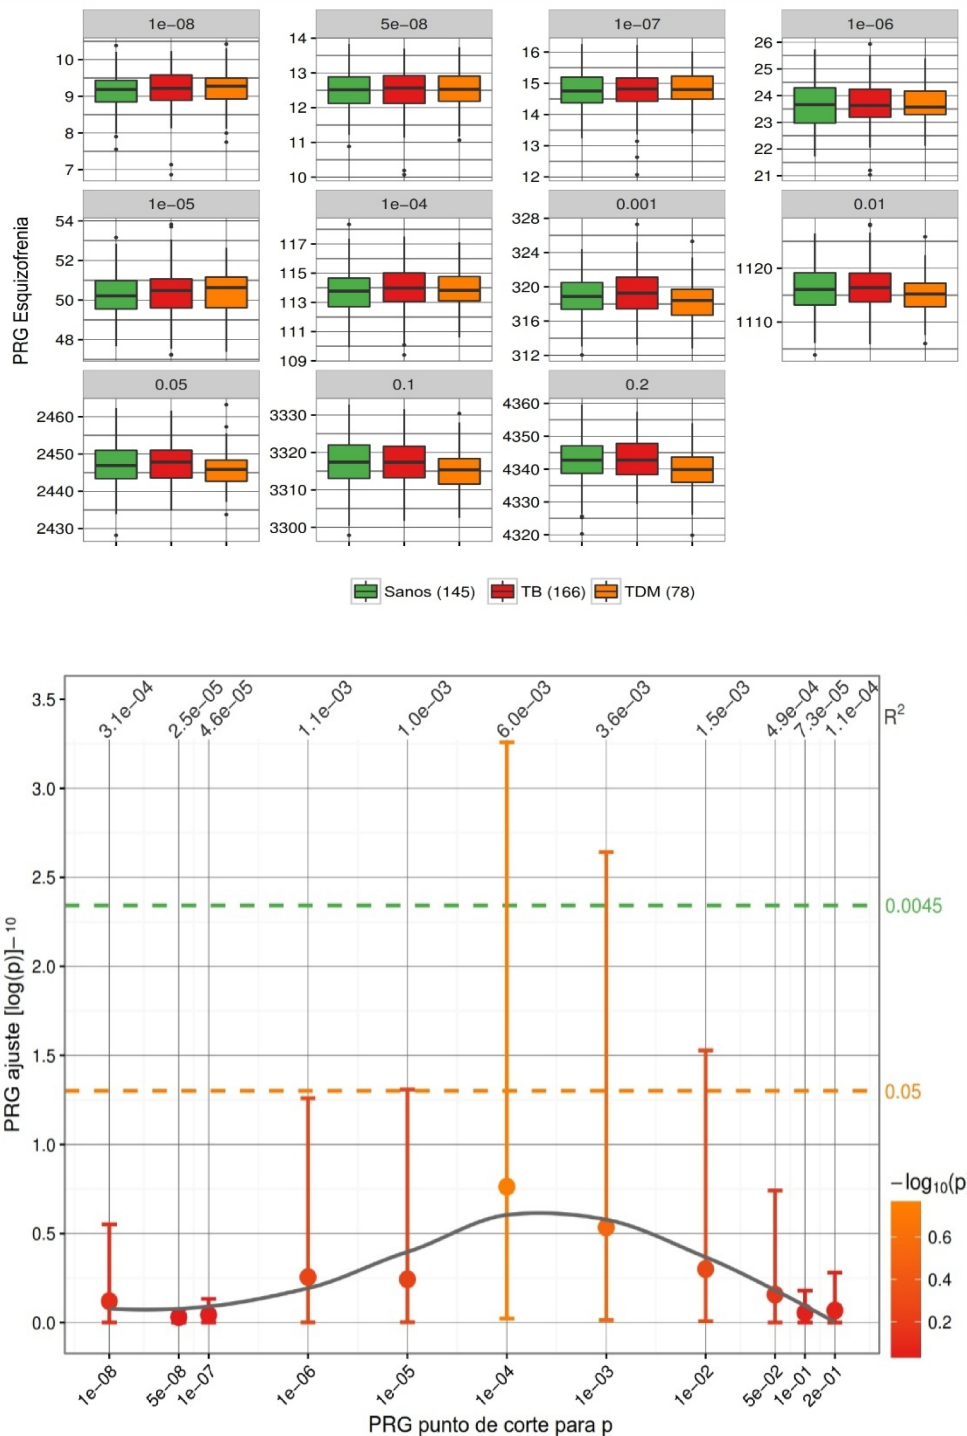 1e−08 5e−08 1e−07 1e−06
10 9 8 7
14 13 12 11 10
16 15 14 13 12
26 25 24 23 22 21
1e−05 1e−04 0.001 0.01
54 52 50 48
117 115 113 111 109
328 324 320 316 312
1120 1110
PRG Esquizofrenia
0.05 0.1 0.2
2460 2450 2440 2430
3330 3320 3310 3300
4360 4350 4340 4330 4320
Sanos (145) TB (166) TDM (78)
3.1e−04 2.5e−05 4.6e−05 1.1e−03 1.0e−03 6.0e−03 3.6e−03 1.5e−03 4.9e−04 7.3e−05 1.1e−04 R²
3.5
3.0
2.5
0.0045
2.0
1.5
0.05
1.0
0.5
0.0
PRG ajuste [log(p)]−10
−log10(p
0.6
0.4
0.2
1e−08 5e−08 1e−07 1e−06 1e−05 1e−04 1e−03 1e−02 5e−02 1e−01 2e−01
PRG punto de corte para p